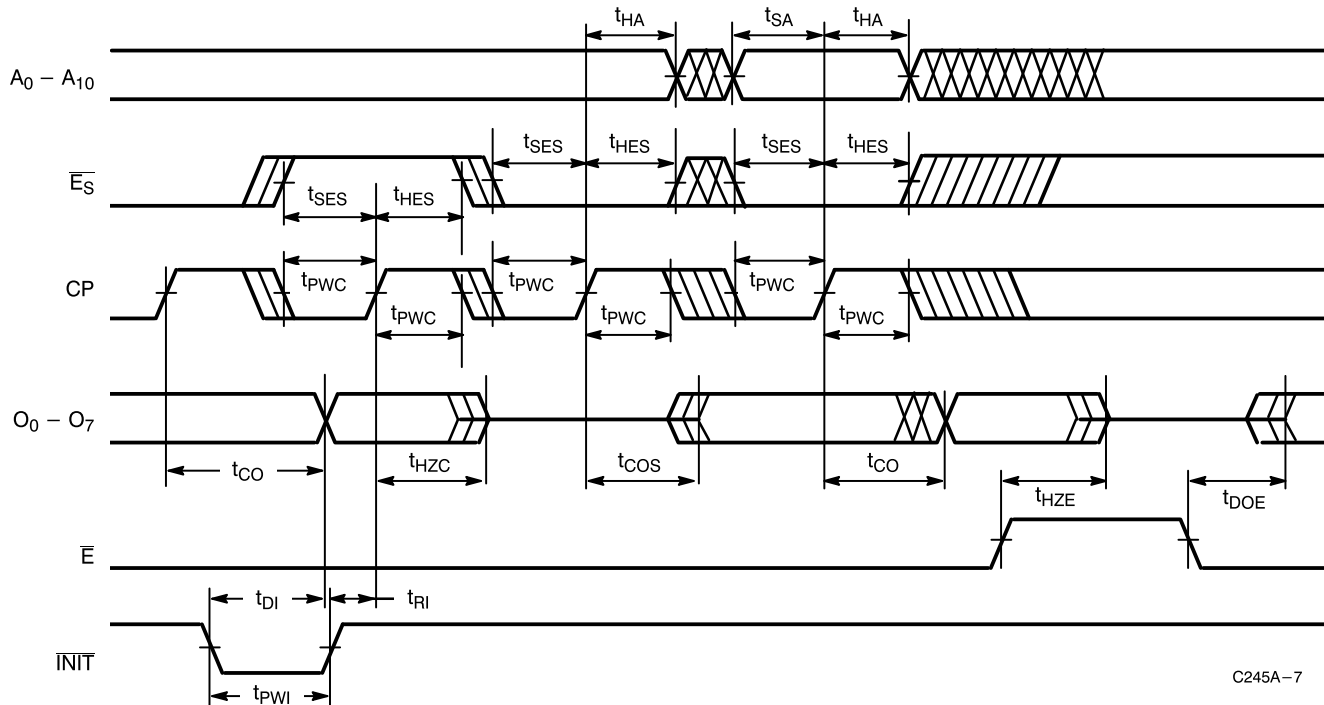 tHA tSA tHA
A0 – A10
tSES tHES tSES tHES
ES
tSES tHES
CP
tPWC tPWC tPWC
tPWC tPWC tPWC
O0 – O7
tCO tHZC tCOS tCO
tHZE tDOE
E
tDI tRI
INIT
tPWI
C245A–7